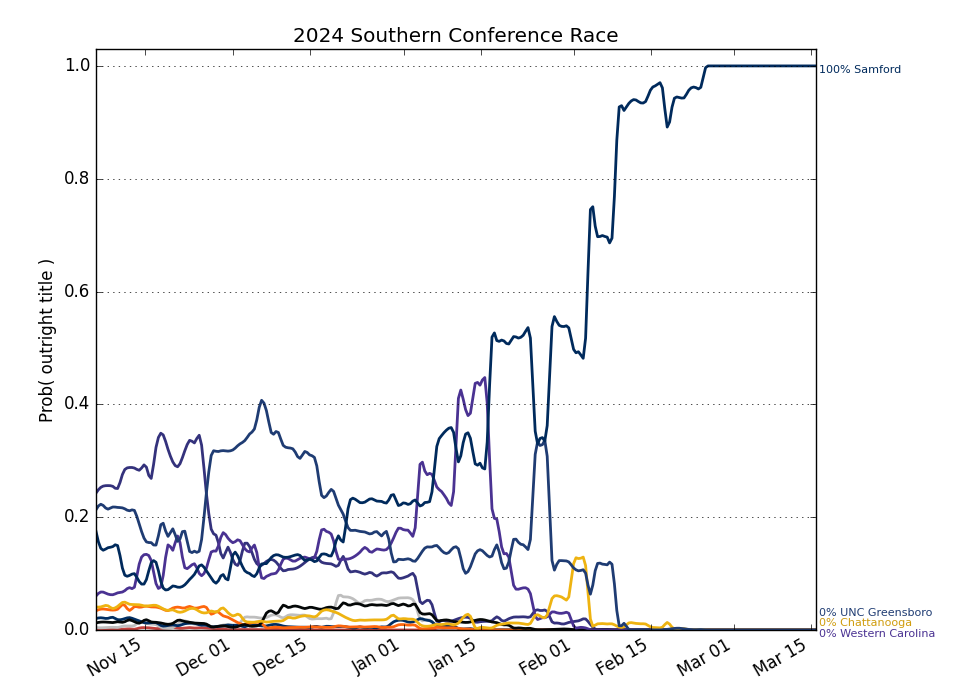 2024 Southern Conference Race
Prob( outright title )
1.0
0.8
0.6
0.4
0.2
0.0
Nov 15
Dec 01
Dec 15
Jan 01
Jan 15
Feb 01
Feb 15
Mar 01
Mar 15
100% Samford
0% UNC Greensboro
0% Chattanooga
0% Western Carolina